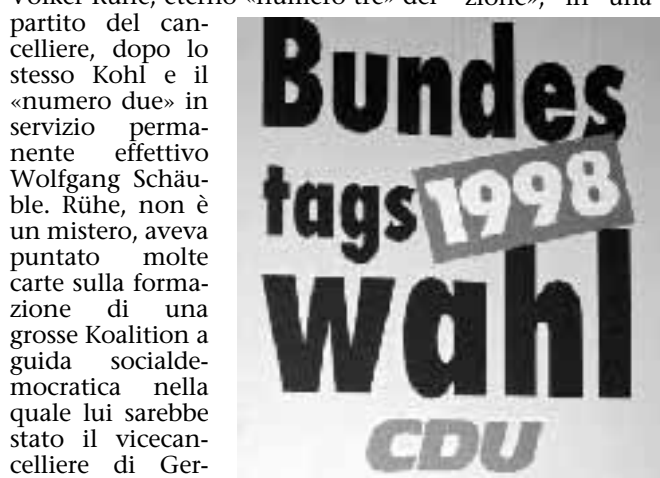 Volker Rühe, eterno «numero tre» del
zione», in una
partito del can-
celliere, dopo lo
stesso Kohl e il
«numero due» in
servizio perma-
nente effettivo
Wolfgang Schäu-
ble. Rühe, non è
un mistero, aveva
puntato molte
carte sulla forma-
zione di una
grosse Koalition a
guida socialde-
mocratica nella
quale lui sarebbe
stato il vicecan-
celliere di Ger-
Bundes
tags 1998
wahl
CDU